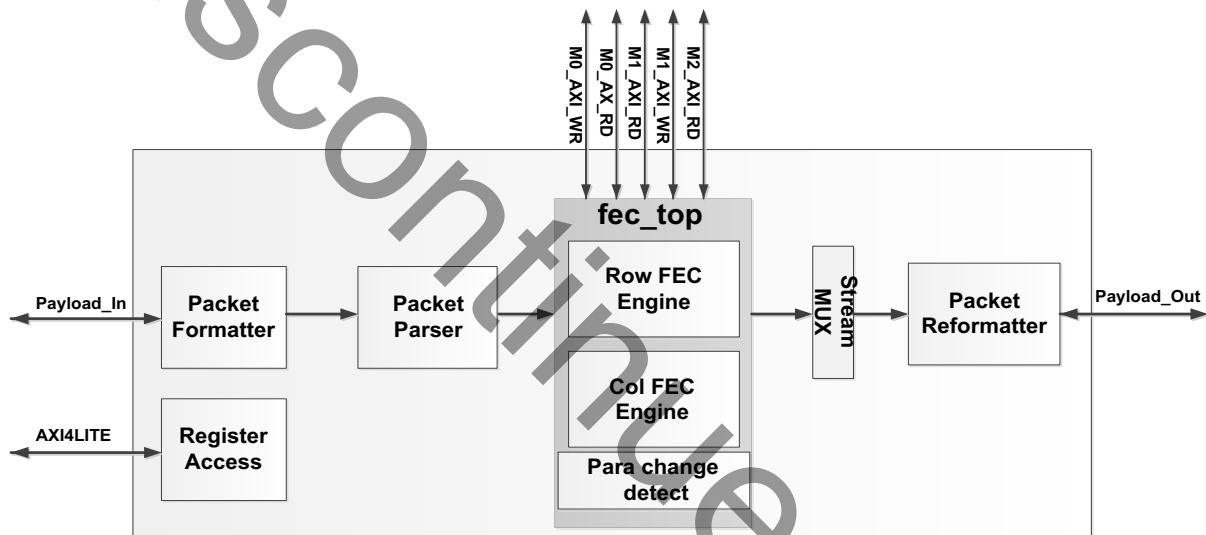 M0_AXI_WR
M0_AX_RD
M1_AXI_RD
M1_AXI_WR
M2_AXI_RD
fec_top
Row FEC
Engine
Payload_In
Packet
Formatter
Packet
Parser
Stream
MUX
Packet
Reformatter
Payload_Out
Col FEC
Engine
AXI4LITE
Register
Access
Para change
detect
scontinue